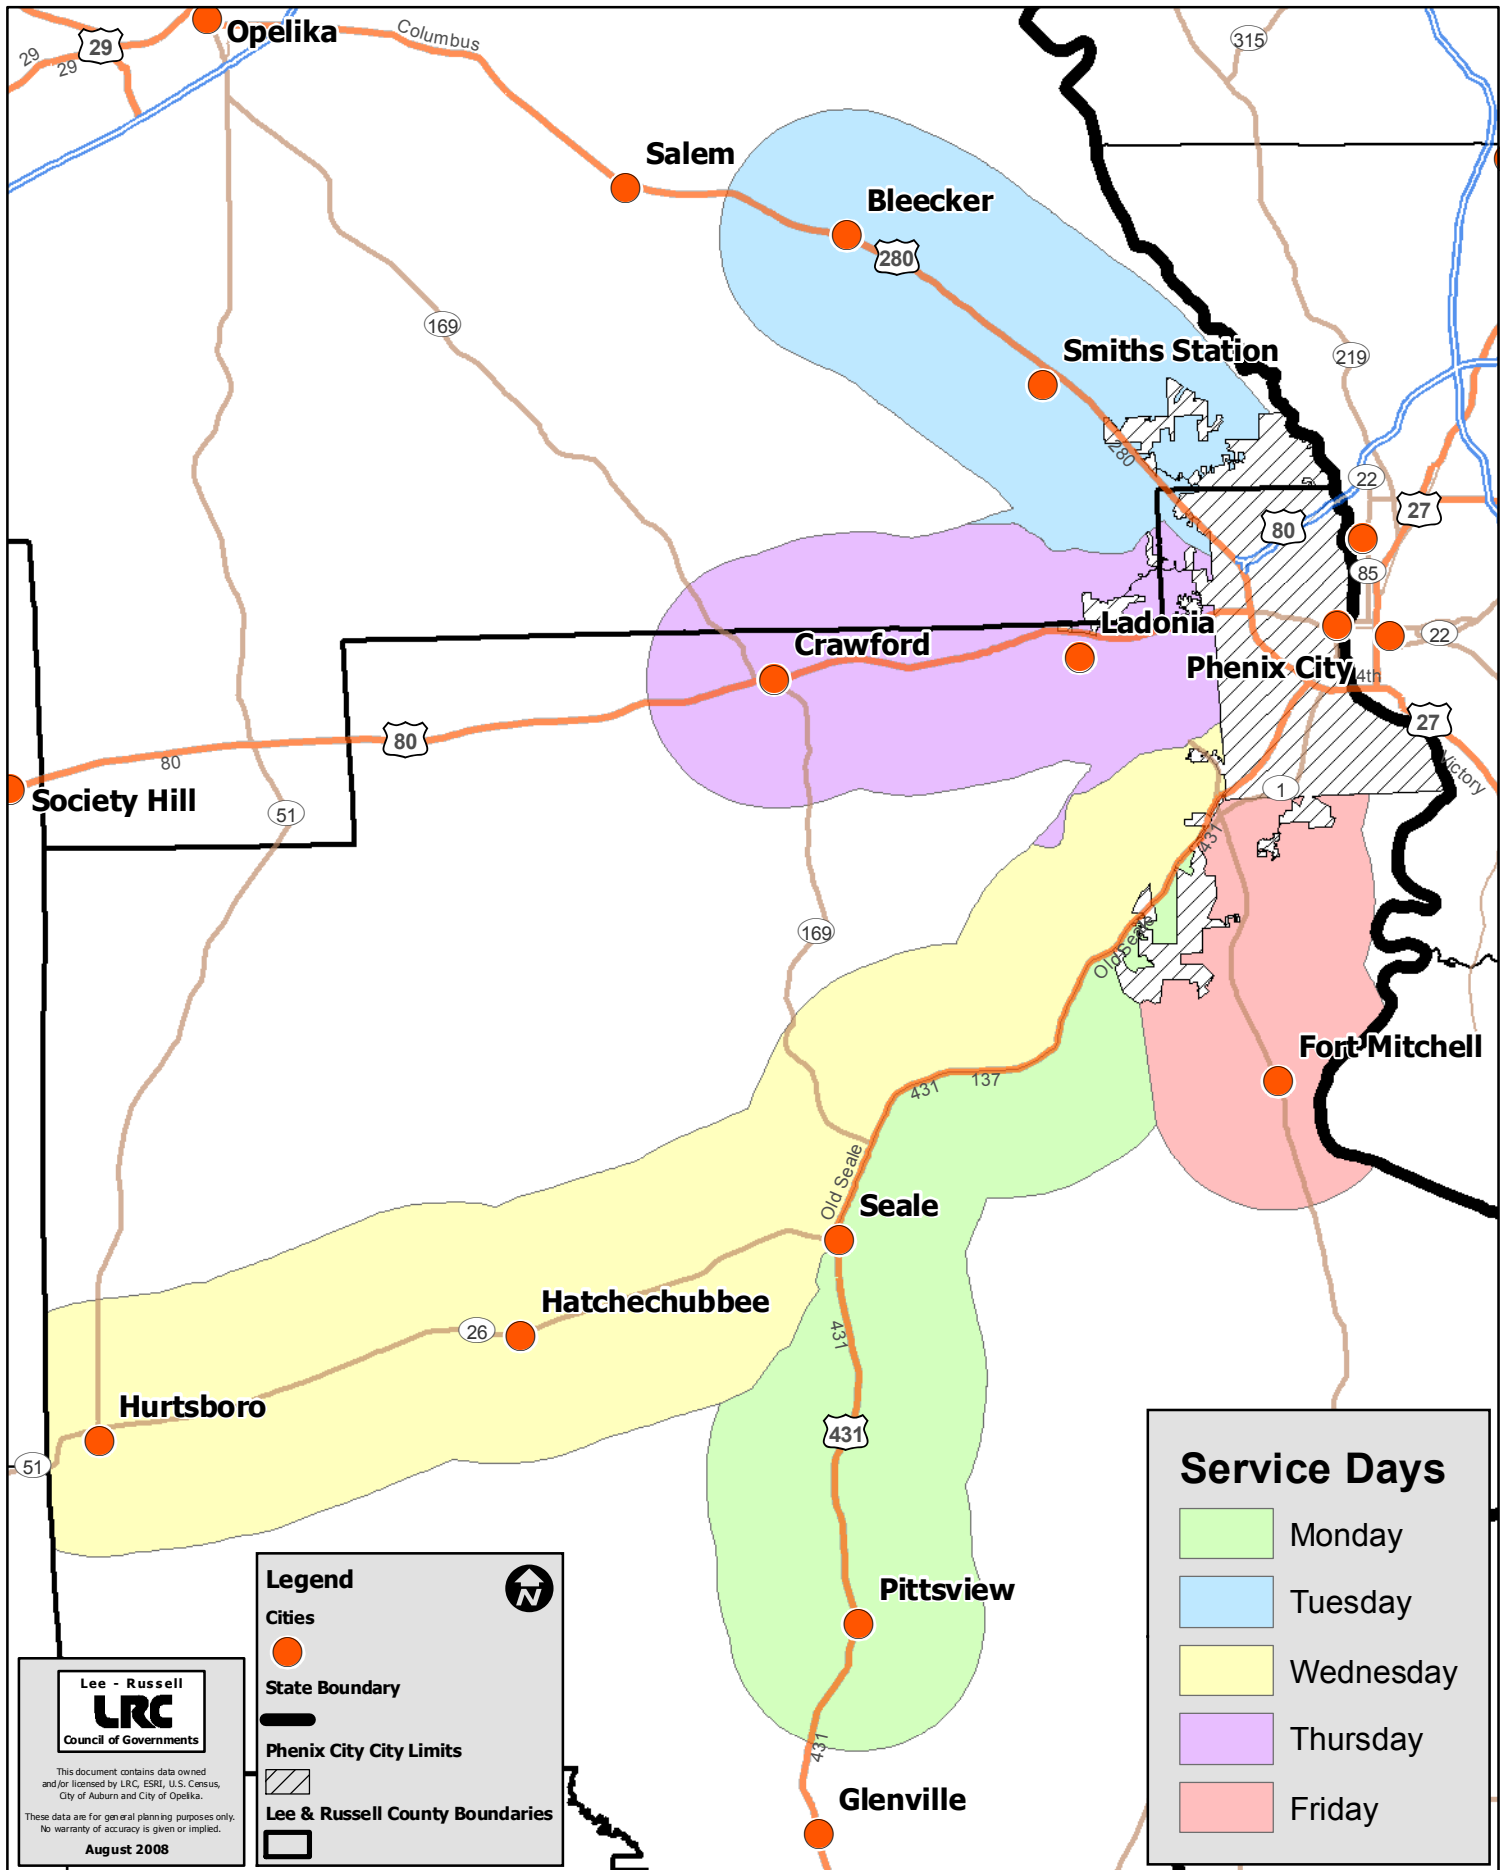 Opelika
Columbus
29
29
29
315
Salem
Bleecker
280
169
Smiths Station
219
280
22
27
80
85
Ladonia
22
Crawford
Phenix City
4th
27
80
80
Victory
Society Hill
1
51
431
169
Old Seale
Fort Mitchell
431
137
Old Seale
Seale
Hatchechubbee
26
431
Hurtsboro
431
51
Pittsview
431
Glenville
Service Days
Monday
Tuesday
Wednesday
Thursday
Friday
Legend
N
Cities
State Boundary
Phenix City City Limits
Lee & Russell County Boundaries
Lee - Russell
LRC
Council of Governments
This document contains data owned
and/or licensed by LRC, ESRI, U.S. Census,
City of Auburn and City of Opelika.
These data are for general planning purposes only.
No warranty of accuracy is given or implied.
August 2008